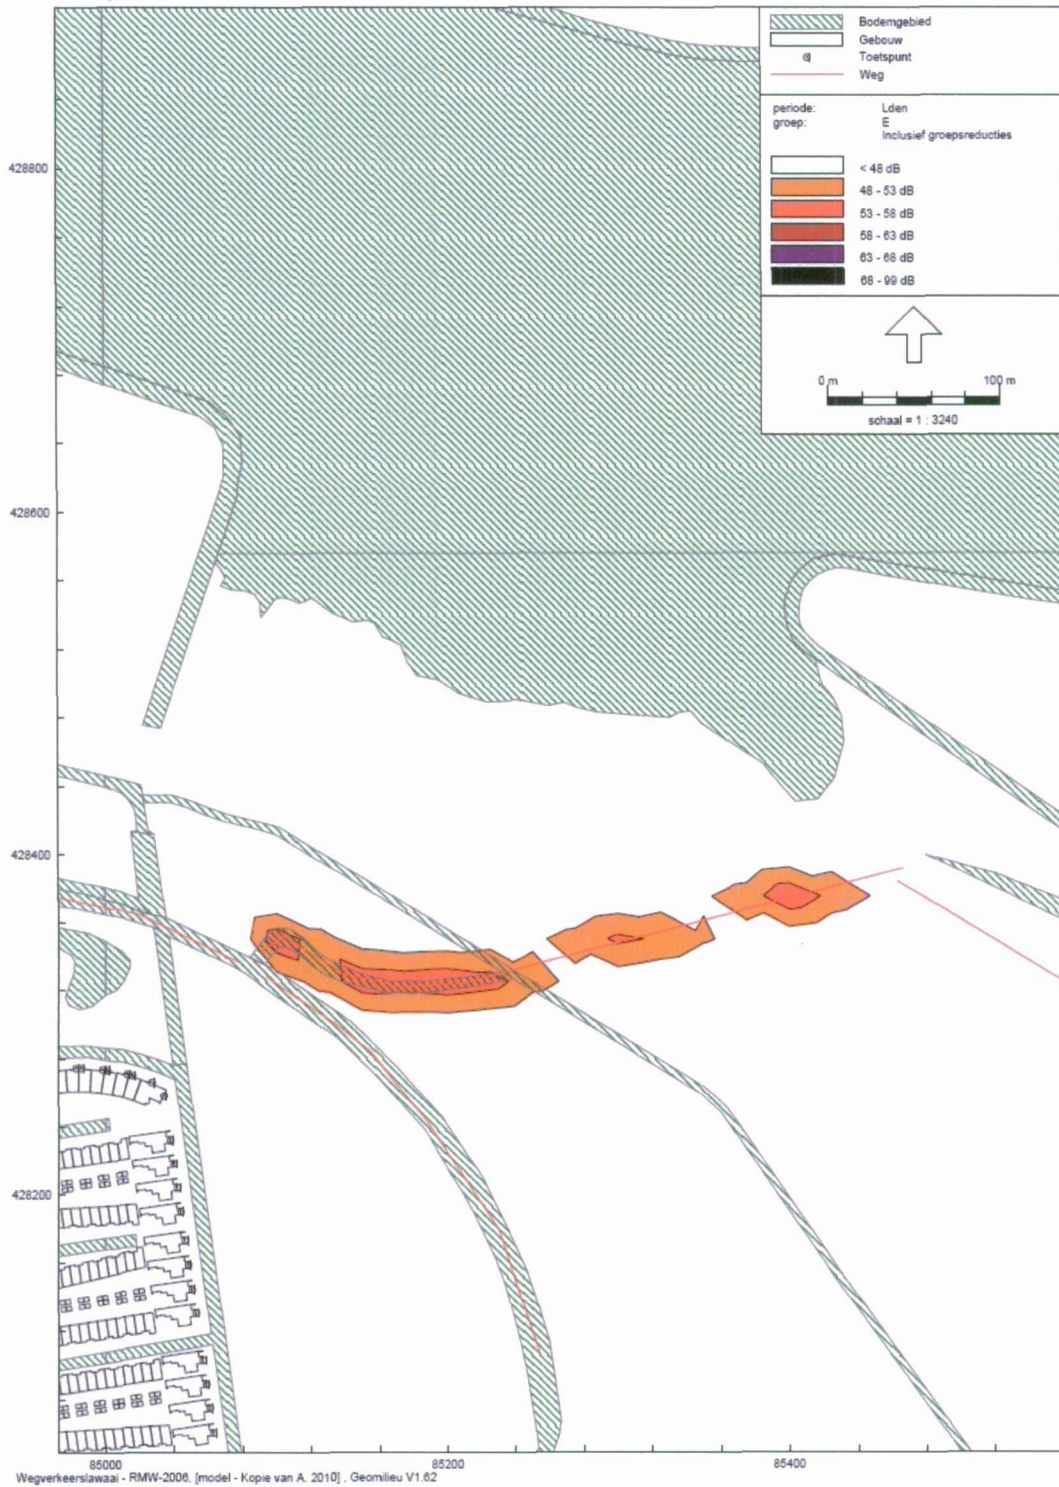 Bodemgebied
Gebouw
Toetspunt
Weg
periode: Lden
groep: E
Inclusief groepsreducties
< 48 dB
48 - 53 dB
53 - 58 dB
58 - 63 dB
63 - 68 dB
68 - 99 dB
0 m 100 m
schaal = 1 : 3240
428800
428600
428400
428200
85000 85200 85400
Wegverkeerslawaai - RMW-2006, [model - Kopie van A. 2010] , Geomilieu V1.62